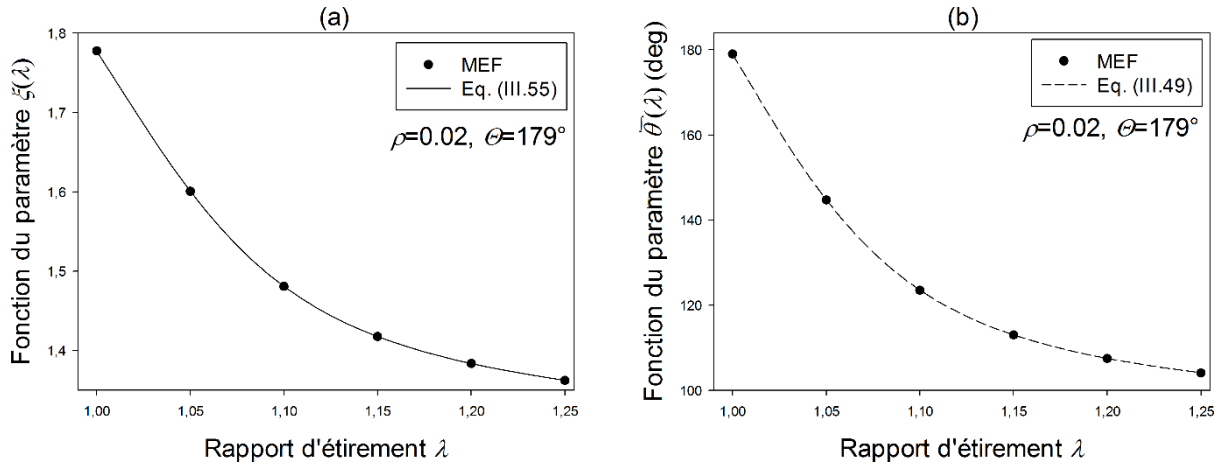 (a)
Fonction du paramètre ξ(λ)
1,8
1,7
1,6
1,5
1,4
1,00
1,05
1,10
1,15
1,20
1,25
Rapport d'étirement λ
MEF
Eq. (III.55)
ρ=0.02, Θ=179°
(b)
Fonction du paramètre θ̄(λ) (deg)
180
160
140
120
100
1,00
1,05
1,10
1,15
1,20
1,25
Rapport d'étirement λ
MEF
Eq. (III.49)
ρ=0.02, Θ=179°